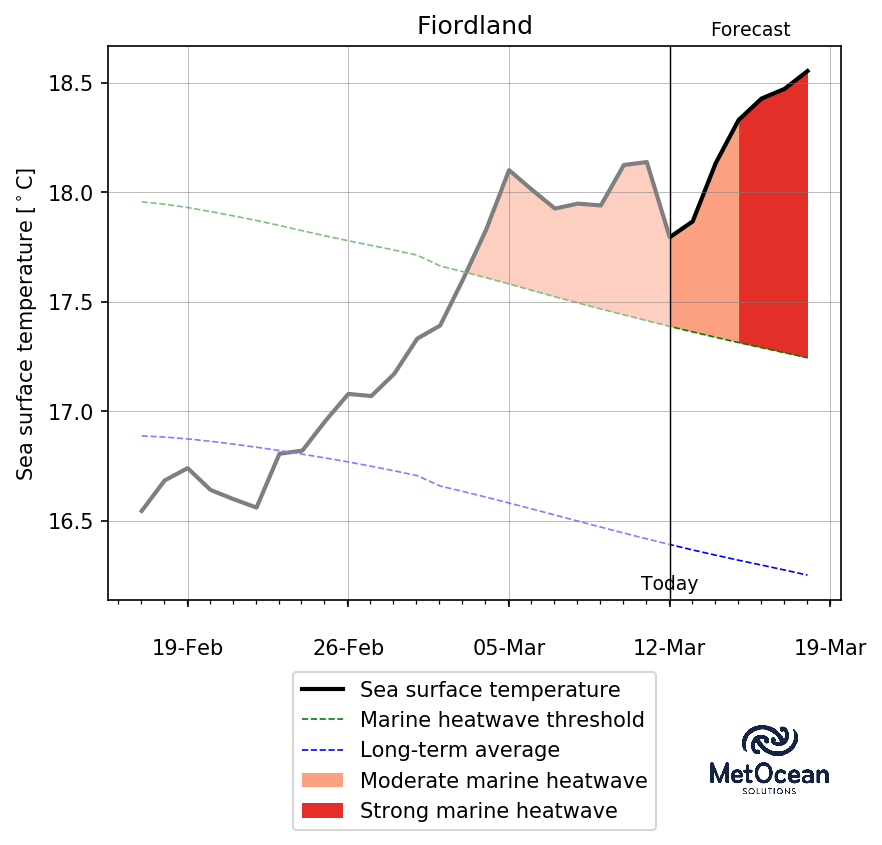 Fiordland
Forecast
Sea surface temperature [°C]
18.5
18.0
17.5
17.0
16.5
Today
19-Feb 26-Feb 05-Mar 12-Mar 19-Mar
Sea surface temperature
Marine heatwave threshold
Long-term average
Moderate marine heatwave
Strong marine heatwave
MetOcean
SOLUTIONS